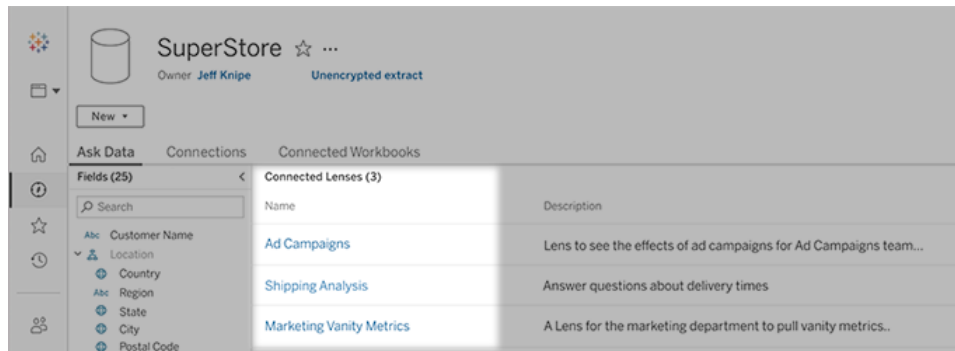 SuperStore ☆ ...
Owner Jeff Knipe Unencrypted extract
New
Ask Data Connections Connected Workbooks
Fields (25)
Search
Abc Customer Name
Location
Country
Abc Region
State
City
Postal Code
Connected Lenses (3)
Name Description
Ad Campaigns Lens to see the effects of ad campaigns for Ad Campaigns team...
Shipping Analysis Answer questions about delivery times
Marketing Vanity Metrics A Lens for the marketing department to pull vanity metrics..